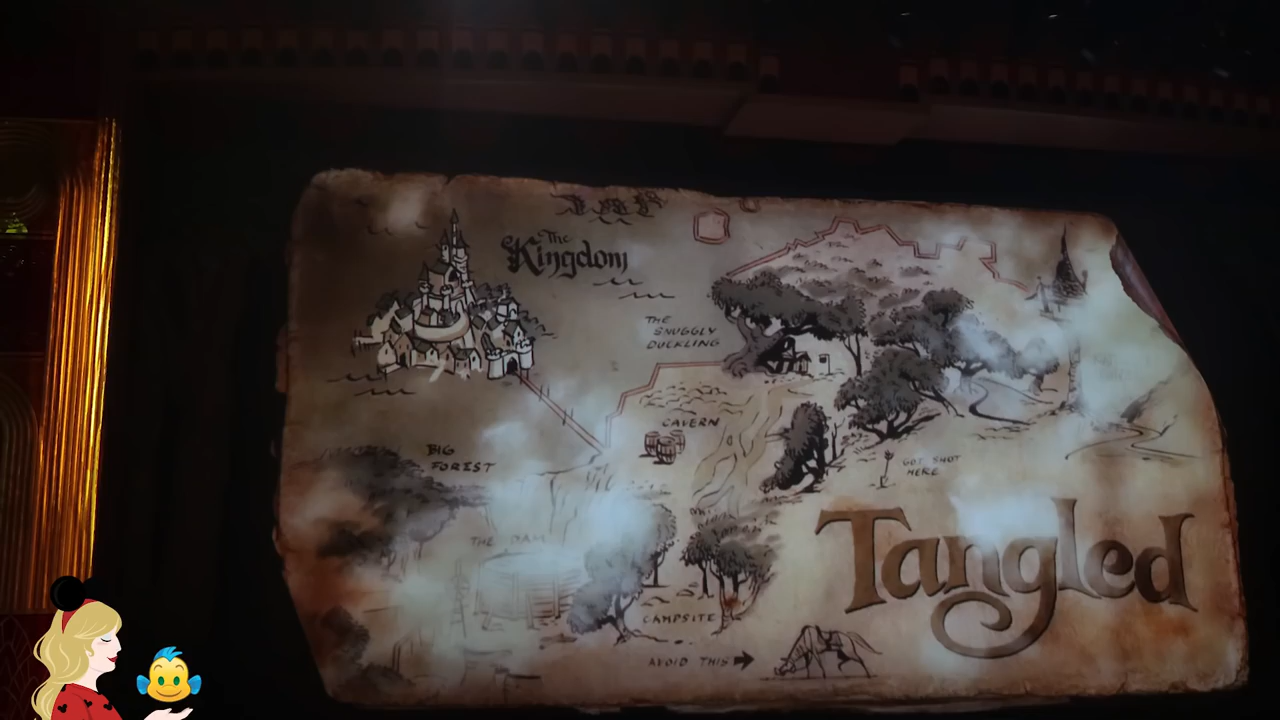 The
Kingdom
THE
SNUGGLY
DUCKLING
CAVERN
BIG
FOREST
GOT SHOT
HERE
THE DAM
Tangled
CAMPSITE
AVOID THIS